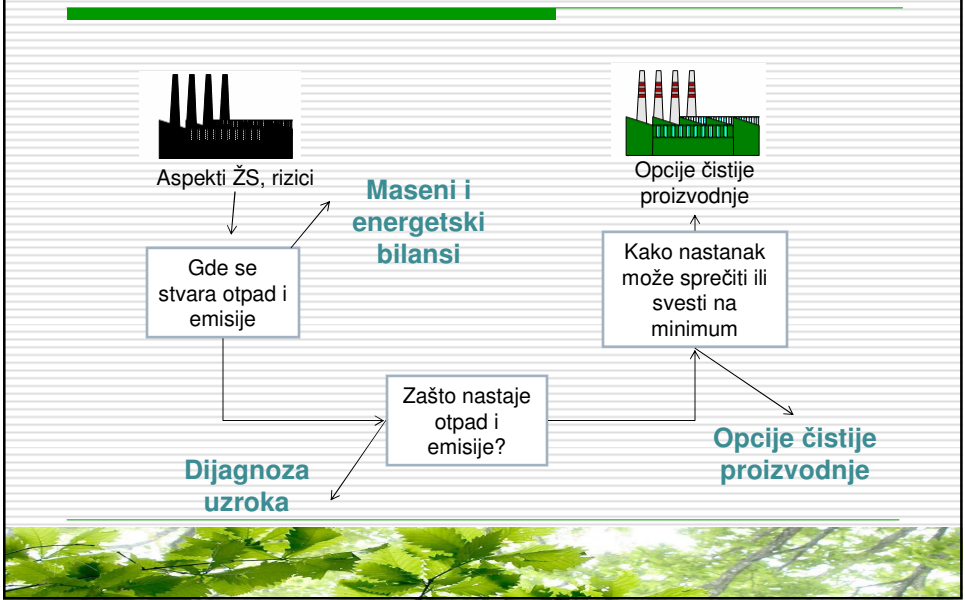 Aspekti ŽS, rizici
Maseni i
energetski
bilansi
Gde se
stvara otpad i
emisije
Zašto nastaje
otpad i
emisije?
Dijagnoza
uzroka
Opcije čistije
proizvodnje
Kako nastanak
može sprečiti ili
svesti na
minimum
Opcije čistije
proizvodnje